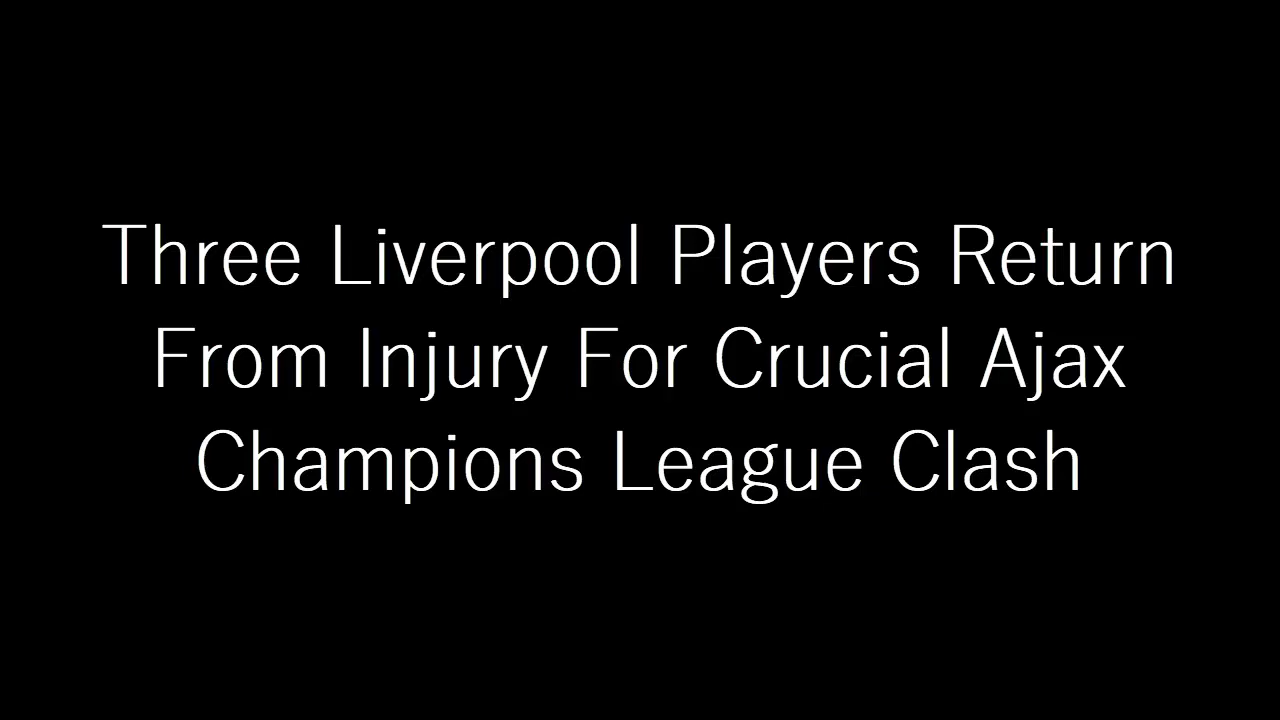 Three Liverpool Players Return
From Injury For Crucial Ajax
Champions League Clash